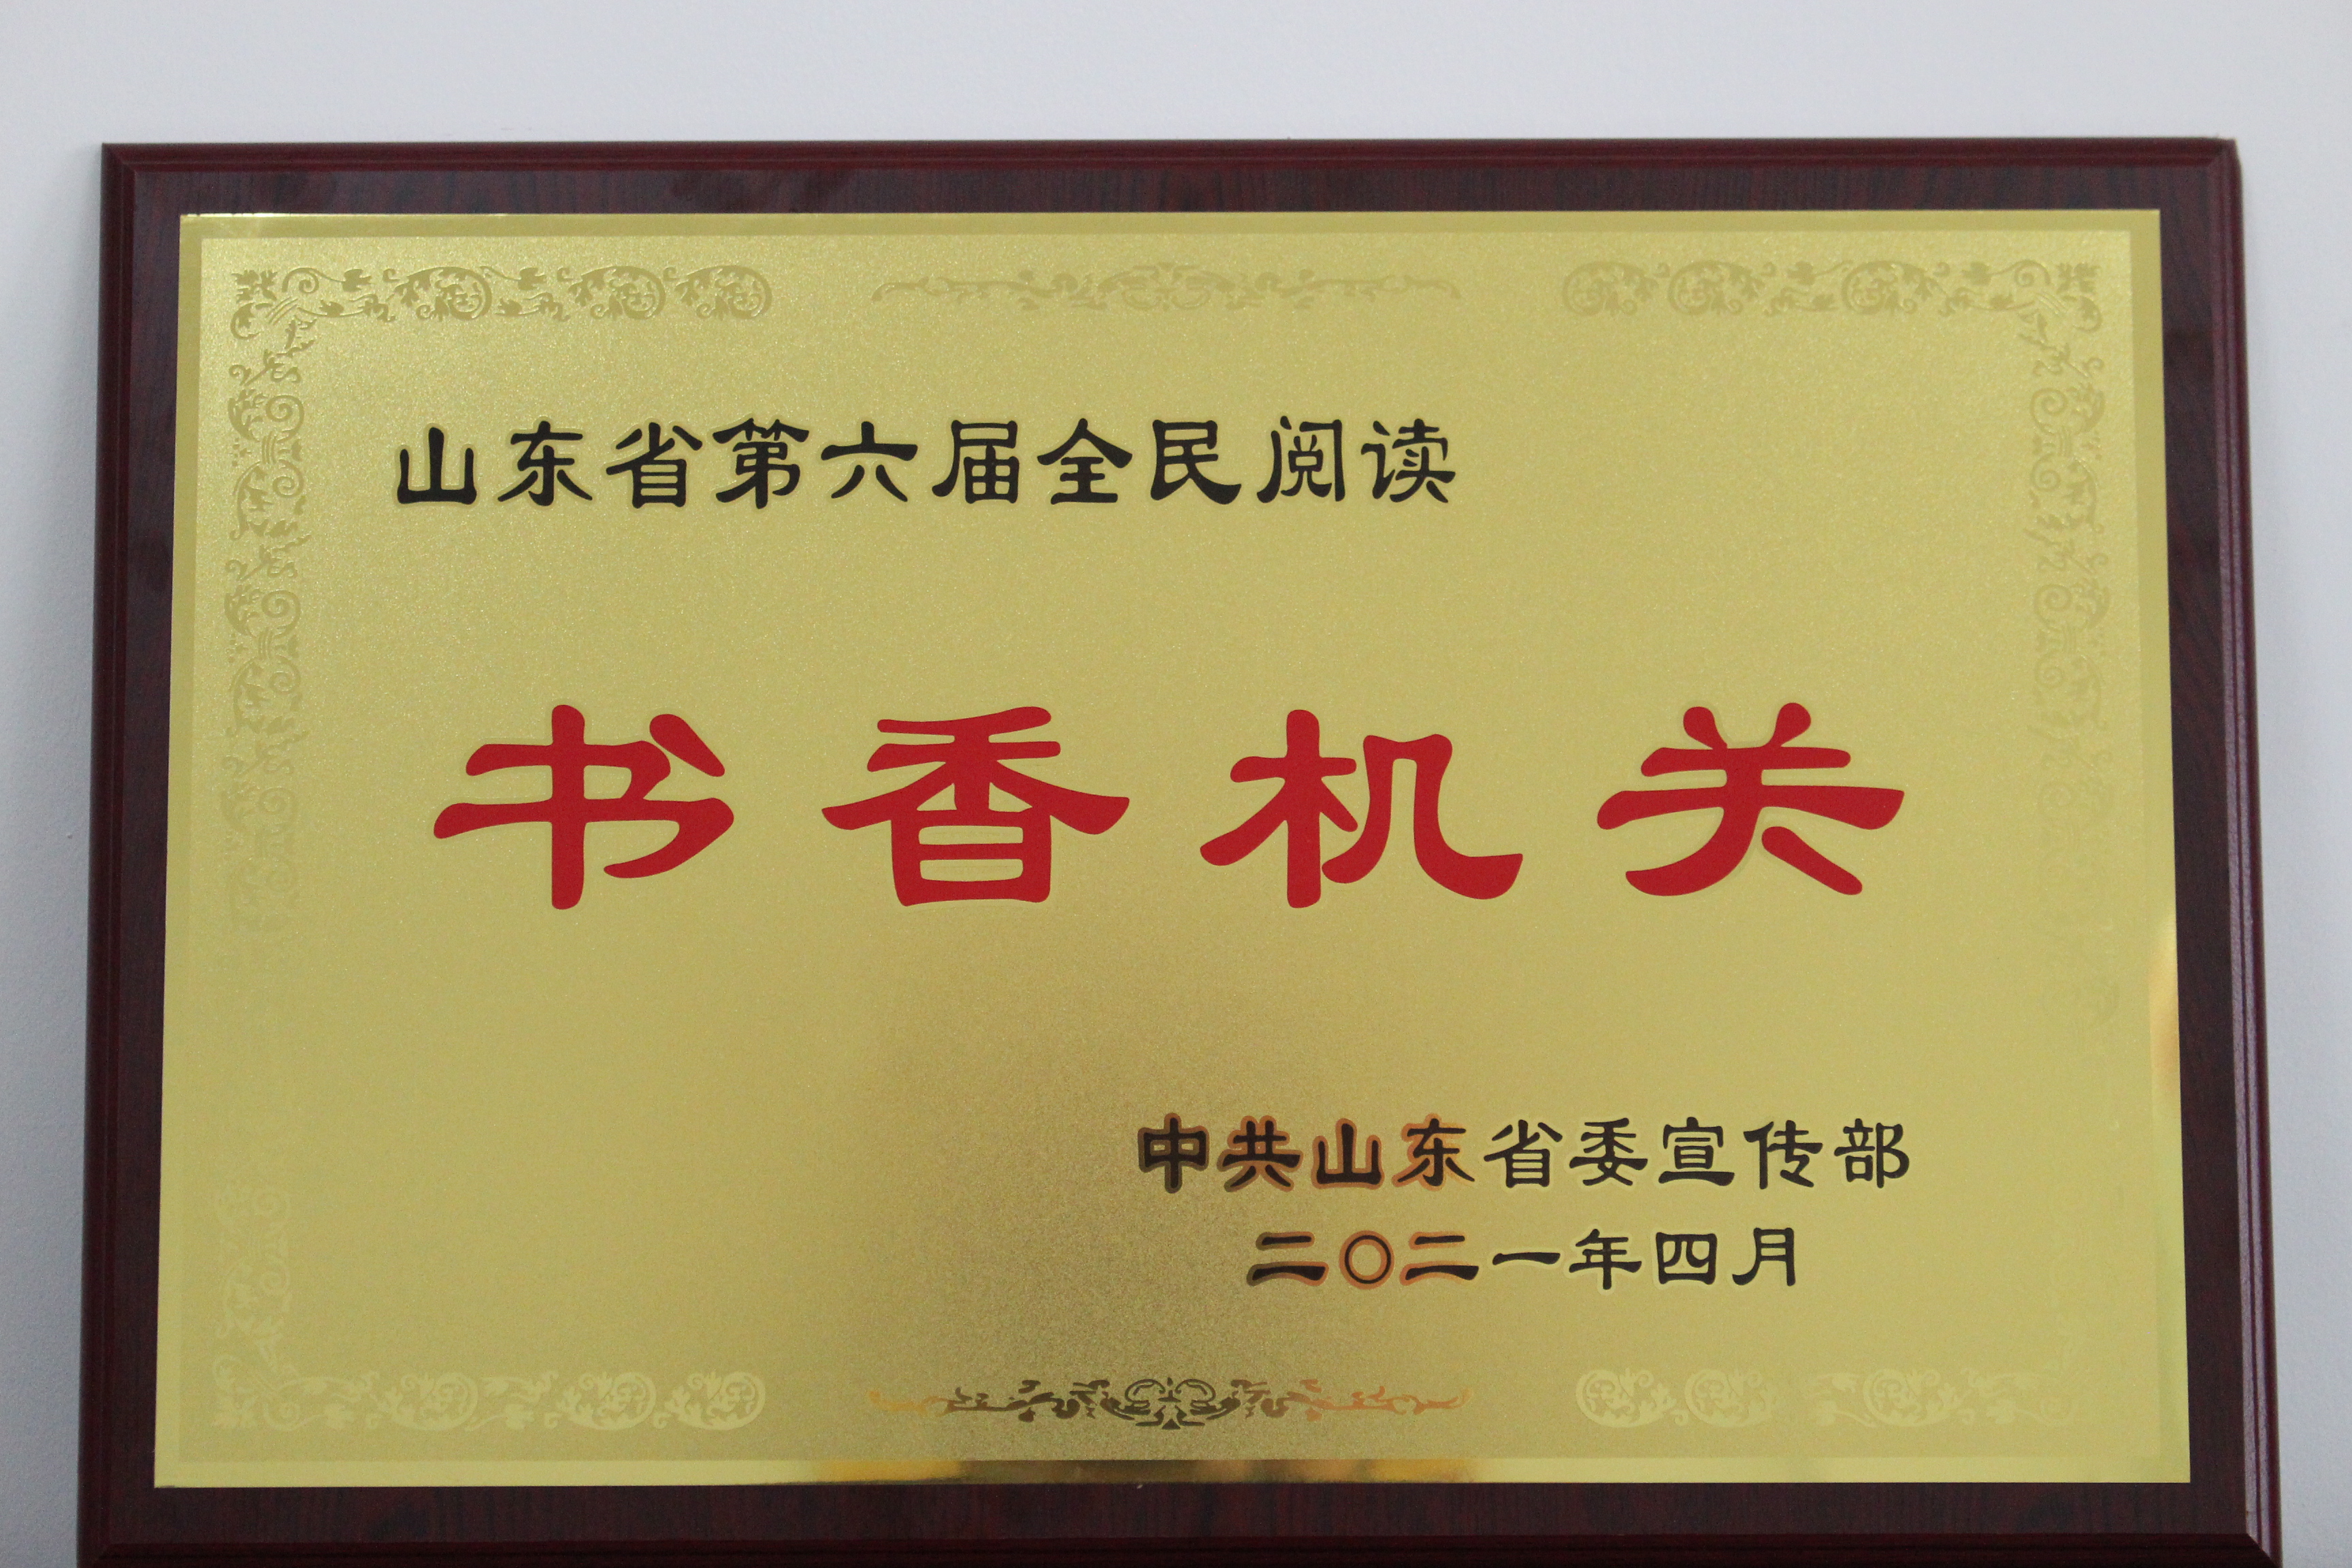 山东省第六届全民阅读
书香机关
中共山东省委宣传部
二〇二一年四月